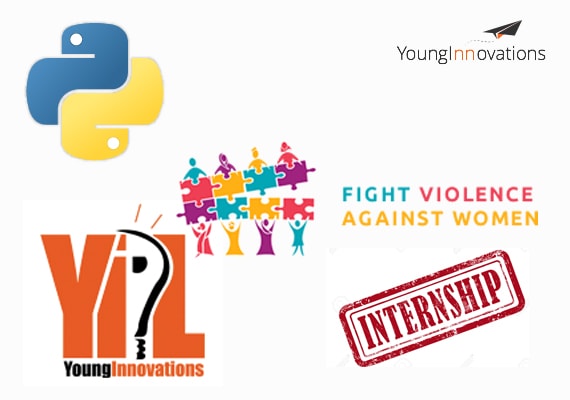 YoungInnovations
FIGHT VIOLENCE
AGAINST WOMEN
YIPL
YoungInnovations
INTERNSHIP